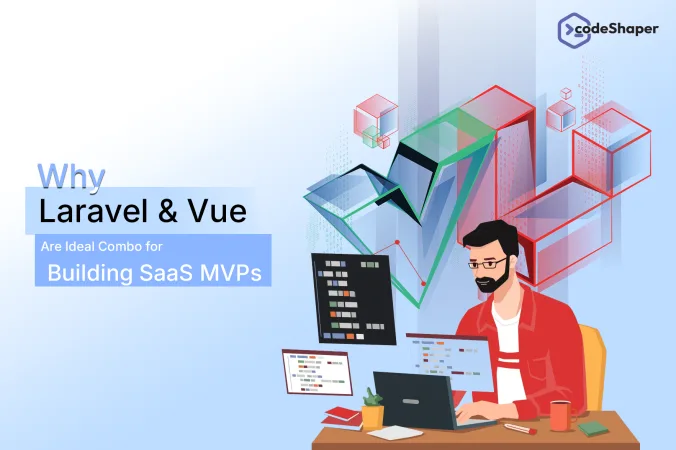 codeShaper
Why
Laravel & Vue
Are Ideal Combo for
Building SaaS MVPs